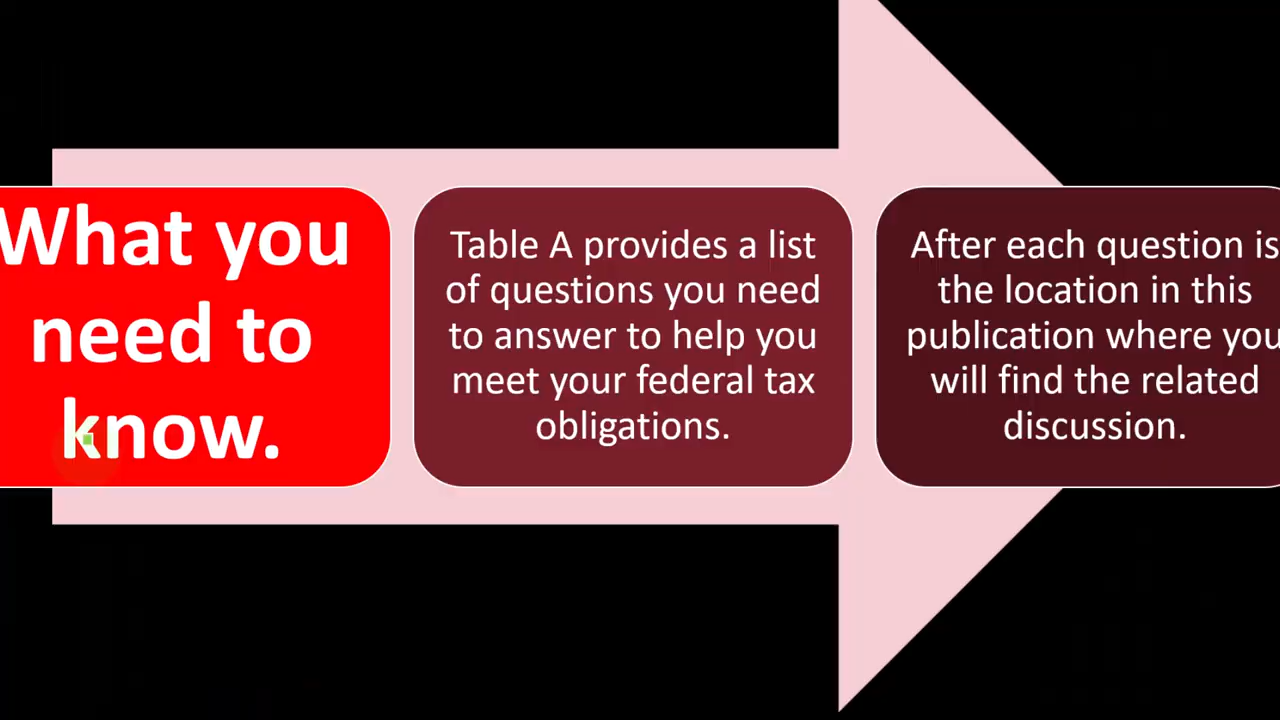 What you
need to
know.
Table A provides a list
of questions you need
to answer to help you
meet your federal tax
obligations.
After each question is
the location in this
publication where you
will find the related
discussion.